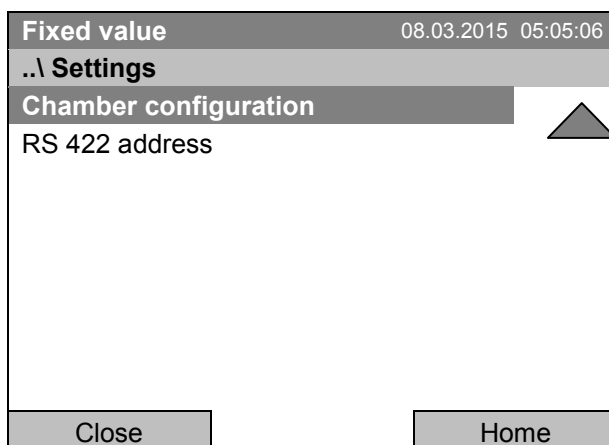 Fixed value 08.03.2015 05:05:06
..\ Settings
Chamber configuration
RS 422 address
Close Home